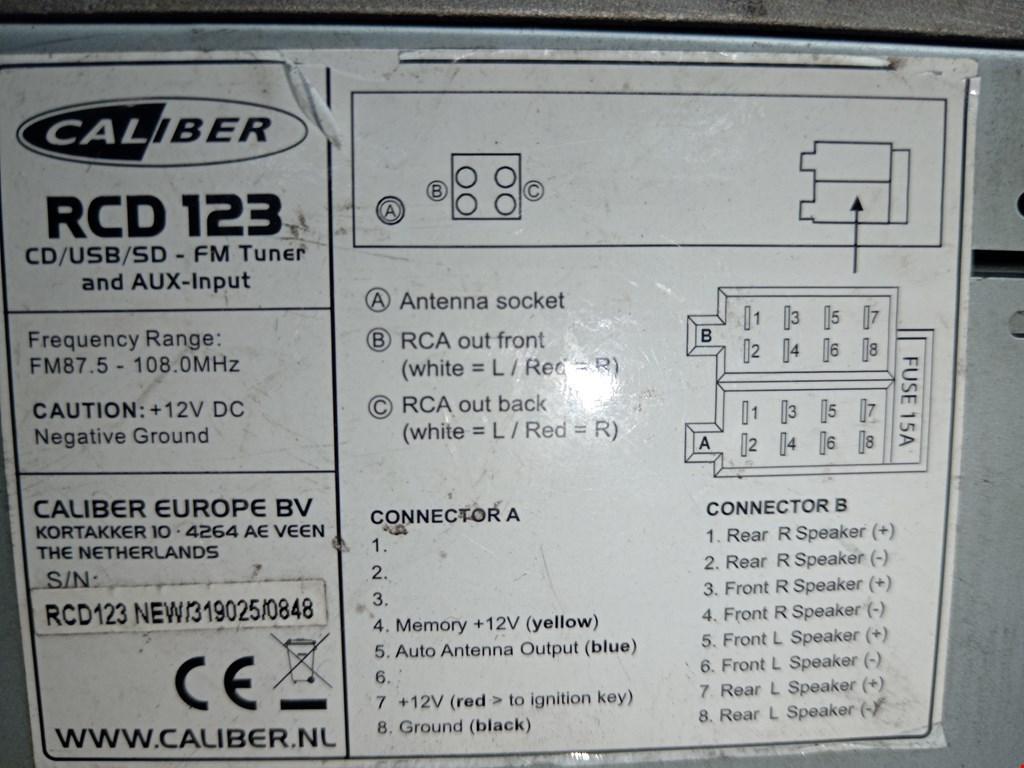 CALIBER
RCD 123
CD/USB/SD - FM Tuner
and AUX-Input
Frequency Range:
FM87.5 - 108.0MHz
CAUTION: +12V DC
Negative Ground
CALIBER EUROPE BV
KORTAKKER 10 · 4264 AE VEEN
THE NETHERLANDS
S/N:
RCD123 NEW/319025/0848
CE
WWW.CALIBER.NL
A
B
C
A Antenna socket
B RCA out front
(white = L / Red = R)
C RCA out back
(white = L / Red = R)
B
1 3 5 7
2 4 6 8
A
1 3 5 7
2 4 6 8
FUSE 15A
CONNECTOR A
1.
2.
3.
4. Memory +12V (yellow)
5. Auto Antenna Output (blue)
6.
7 +12V (red > to ignition key)
8. Ground (black)
CONNECTOR B
1. Rear R Speaker (+)
2. Rear R Speaker (-)
3. Front R Speaker (+)
4. Front R Speaker (-)
5. Front L Speaker (+)
6. Front L Speaker (-)
7. Rear L Speaker (+)
8. Rear L Speaker (-)